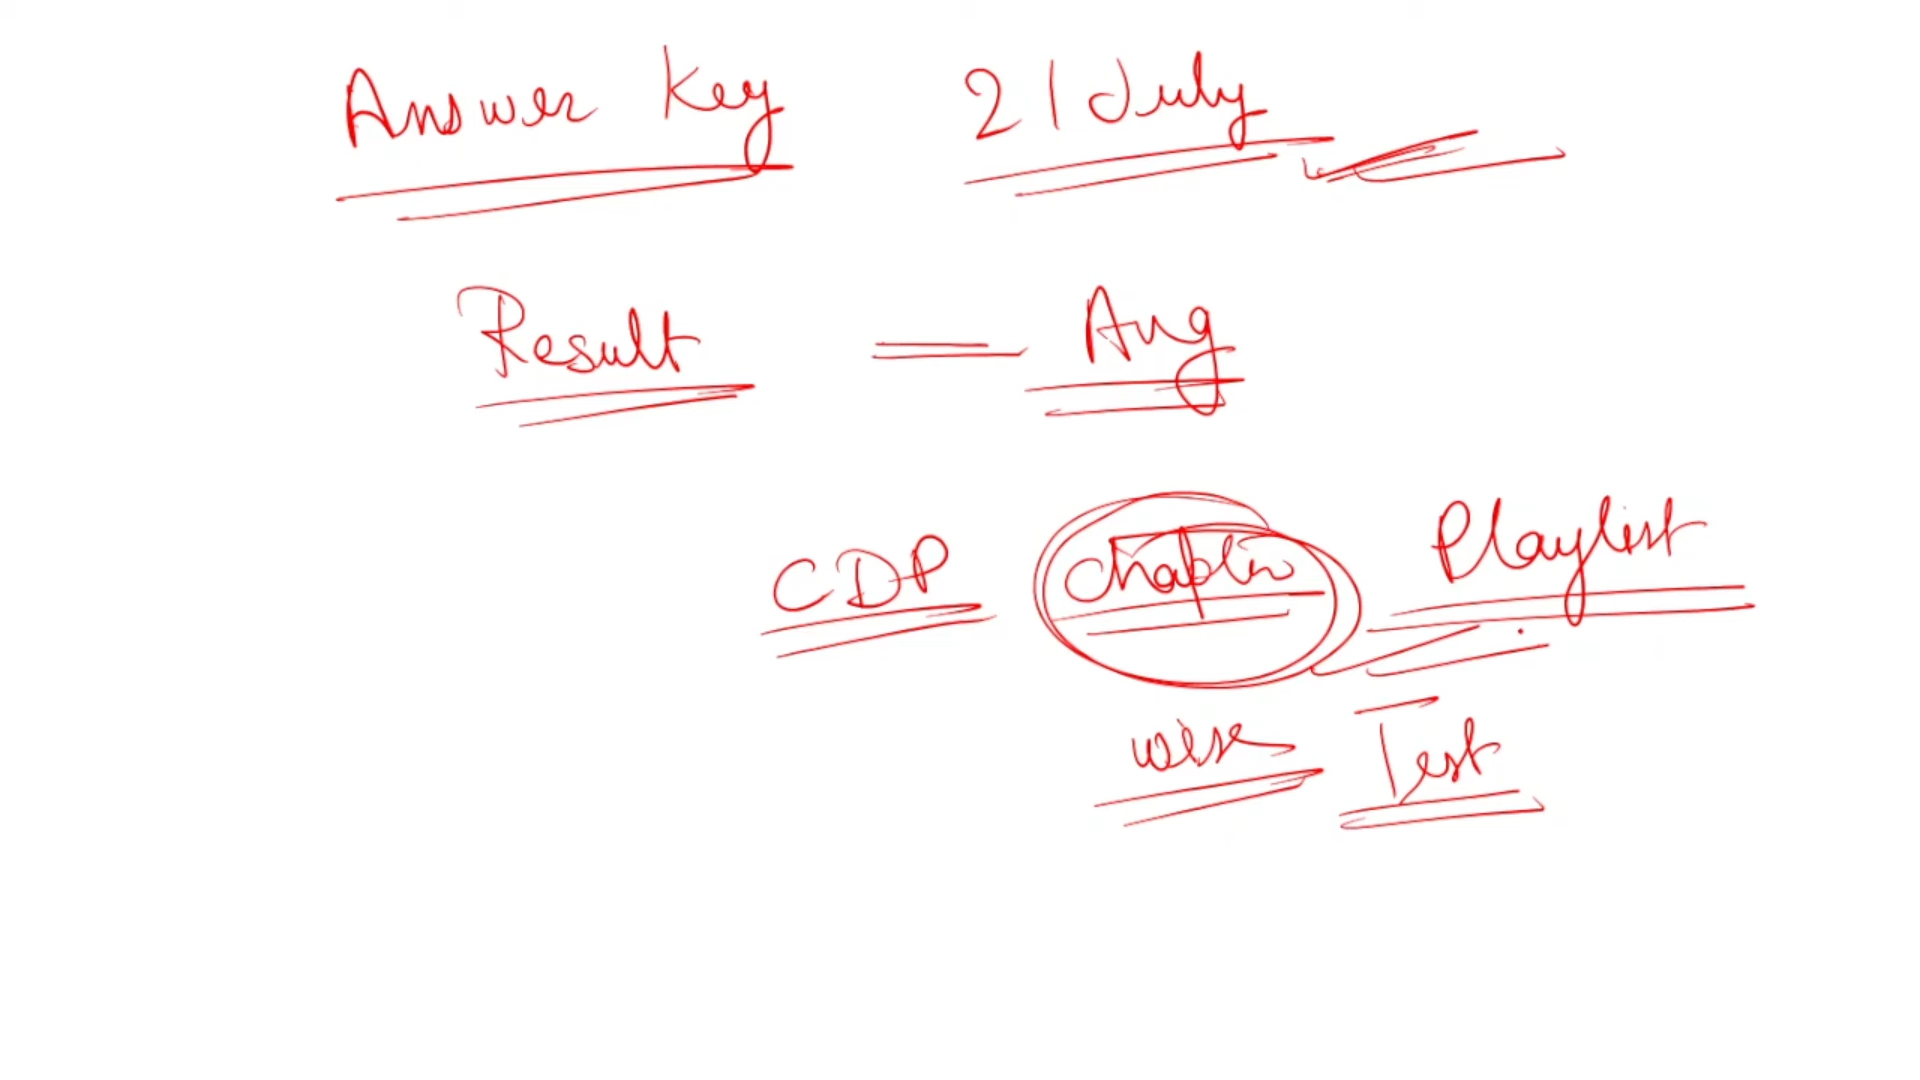 Answer Key 21 July
Result = Aug
CDP Chapter Playlist
wise Test